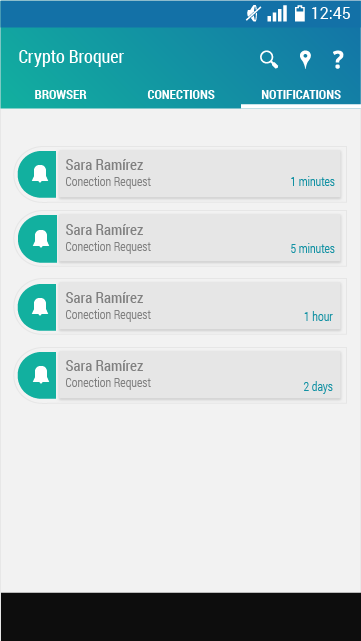 12:45
Crypto Broquer
?
BROWSER CONECTIONS NOTIFICATIONS
Sara Ramírez
Conection Request
1 minutes
Sara Ramírez
Conection Request
5 minutes
Sara Ramírez
Conection Request
1 hour
Sara Ramírez
Conection Request
2 days